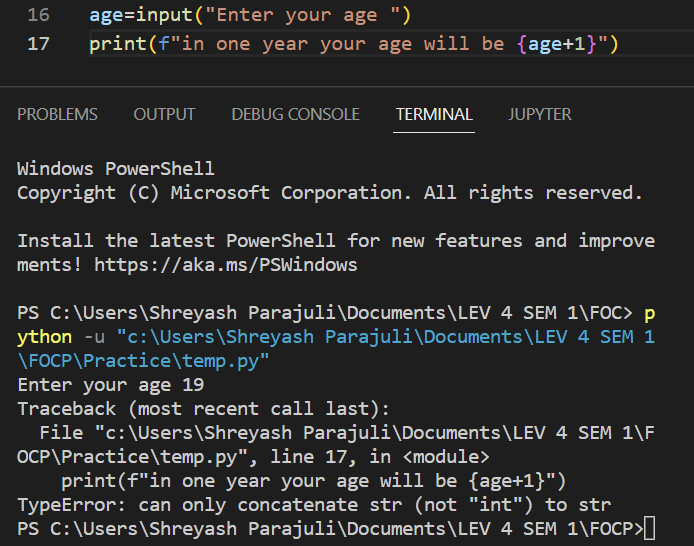 16 age=input("Enter your age ")
17 print(f"in one year your age will be {age+1}")
PROBLEMS OUTPUT DEBUG CONSOLE TERMINAL JUPYTER
Windows PowerShell
Copyright (C) Microsoft Corporation. All rights reserved.
Install the latest PowerShell for new features and improve
ments! https://aka.ms/PSWindows
PS C:\Users\Shreyash Parajuli\Documents\LEV 4 SEM 1\FOC> p
ython -u "c:\Users\Shreyash Parajuli\Documents\LEV 4 SEM 1
\FOCP\Practice\temp.py"
Enter your age 19
Traceback (most recent call last):
  File "c:\Users\Shreyash Parajuli\Documents\LEV 4 SEM 1\F
OCP\Practice\temp.py", line 17, in <module>
    print(f"in one year your age will be {age+1}")
TypeError: can only concatenate str (not "int") to str
PS C:\Users\Shreyash Parajuli\Documents\LEV 4 SEM 1\FOCP>